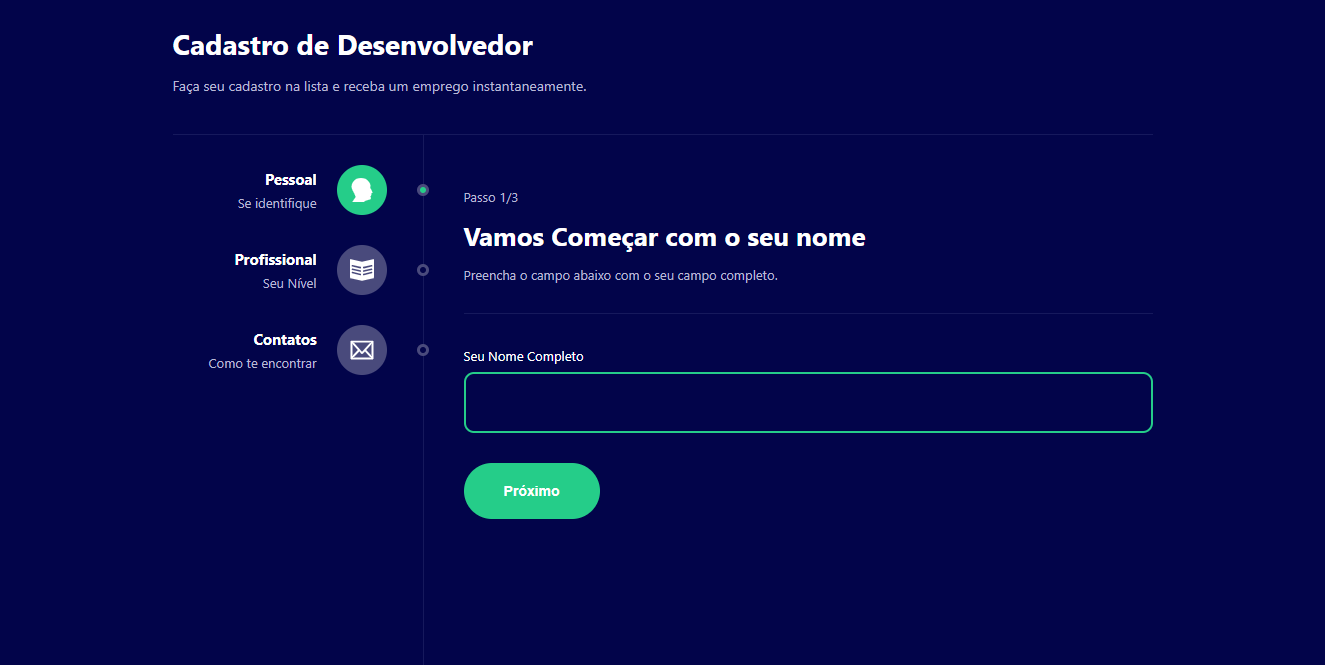 Cadastro de Desenvolvedor
Faça seu cadastro na lista e receba um emprego instantaneamente.
Pessoal
Se identifique
Profissional
Seu Nível
Contatos
Como te encontrar
Passo 1/3
Vamos Começar com o seu nome
Preencha o campo abaixo com o seu campo completo.
Seu Nome Completo
Próximo